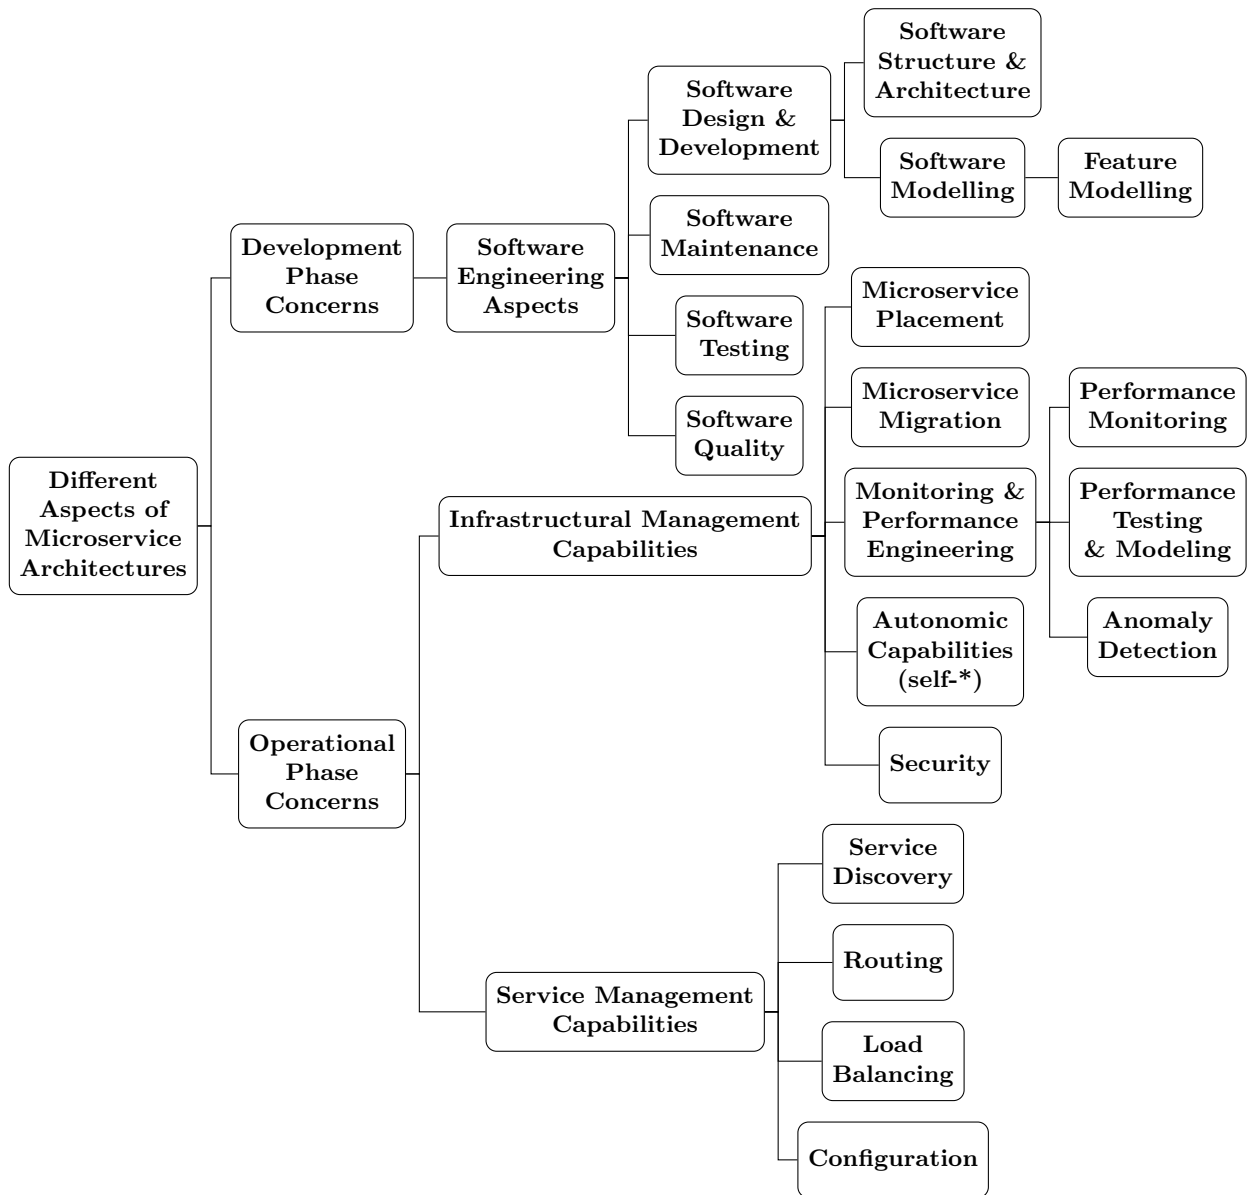 Different
Aspects of
Microservice
Architectures
Development
Phase
Concerns
Software
Engineering
Aspects
Software
Design &
Development
Software
Structure &
Architecture
Software
Modelling
Feature
Modelling
Software
Maintenance
Software
Testing
Software
Quality
Operational
Phase
Concerns
Infrastructural Management
Capabilities
Microservice
Placement
Microservice
Migration
Monitoring &
Performance
Engineering
Performance
Monitoring
Performance
Testing
& Modeling
Anomaly
Detection
Autonomic
Capabilities
(self-*)
Security
Service Management
Capabilities
Service
Discovery
Routing
Load
Balancing
Configuration